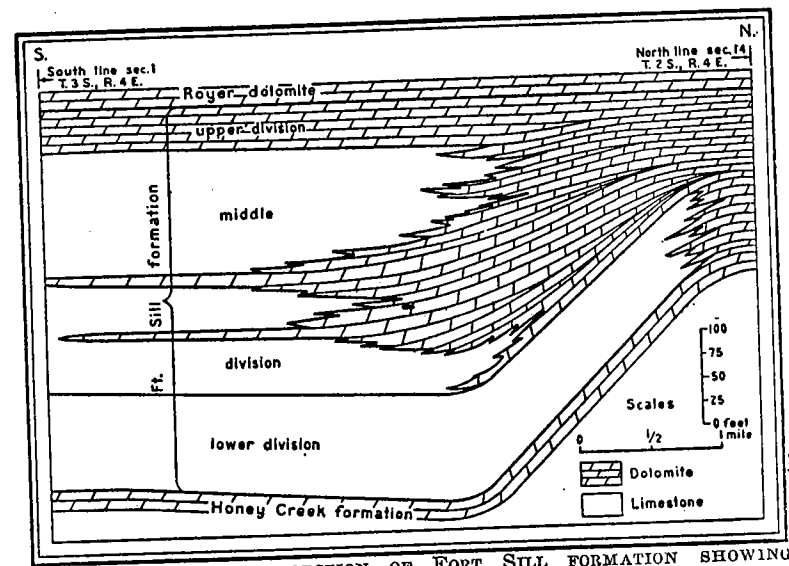 S.
N.
South line sec.1
T. 3 S., R. 4 E.
North line sec. 14
T. 2 S., R. 4 E.
Royer dolomite
upper division
middle
formation
Sill
Ft.
division
lower division
Honey Creek formation
100
75
50
25
0 feet
Scales
0 1/2 1 mile
Dolomite
Limestone
SECTION OF FORT SILL FORMATION SHOWING